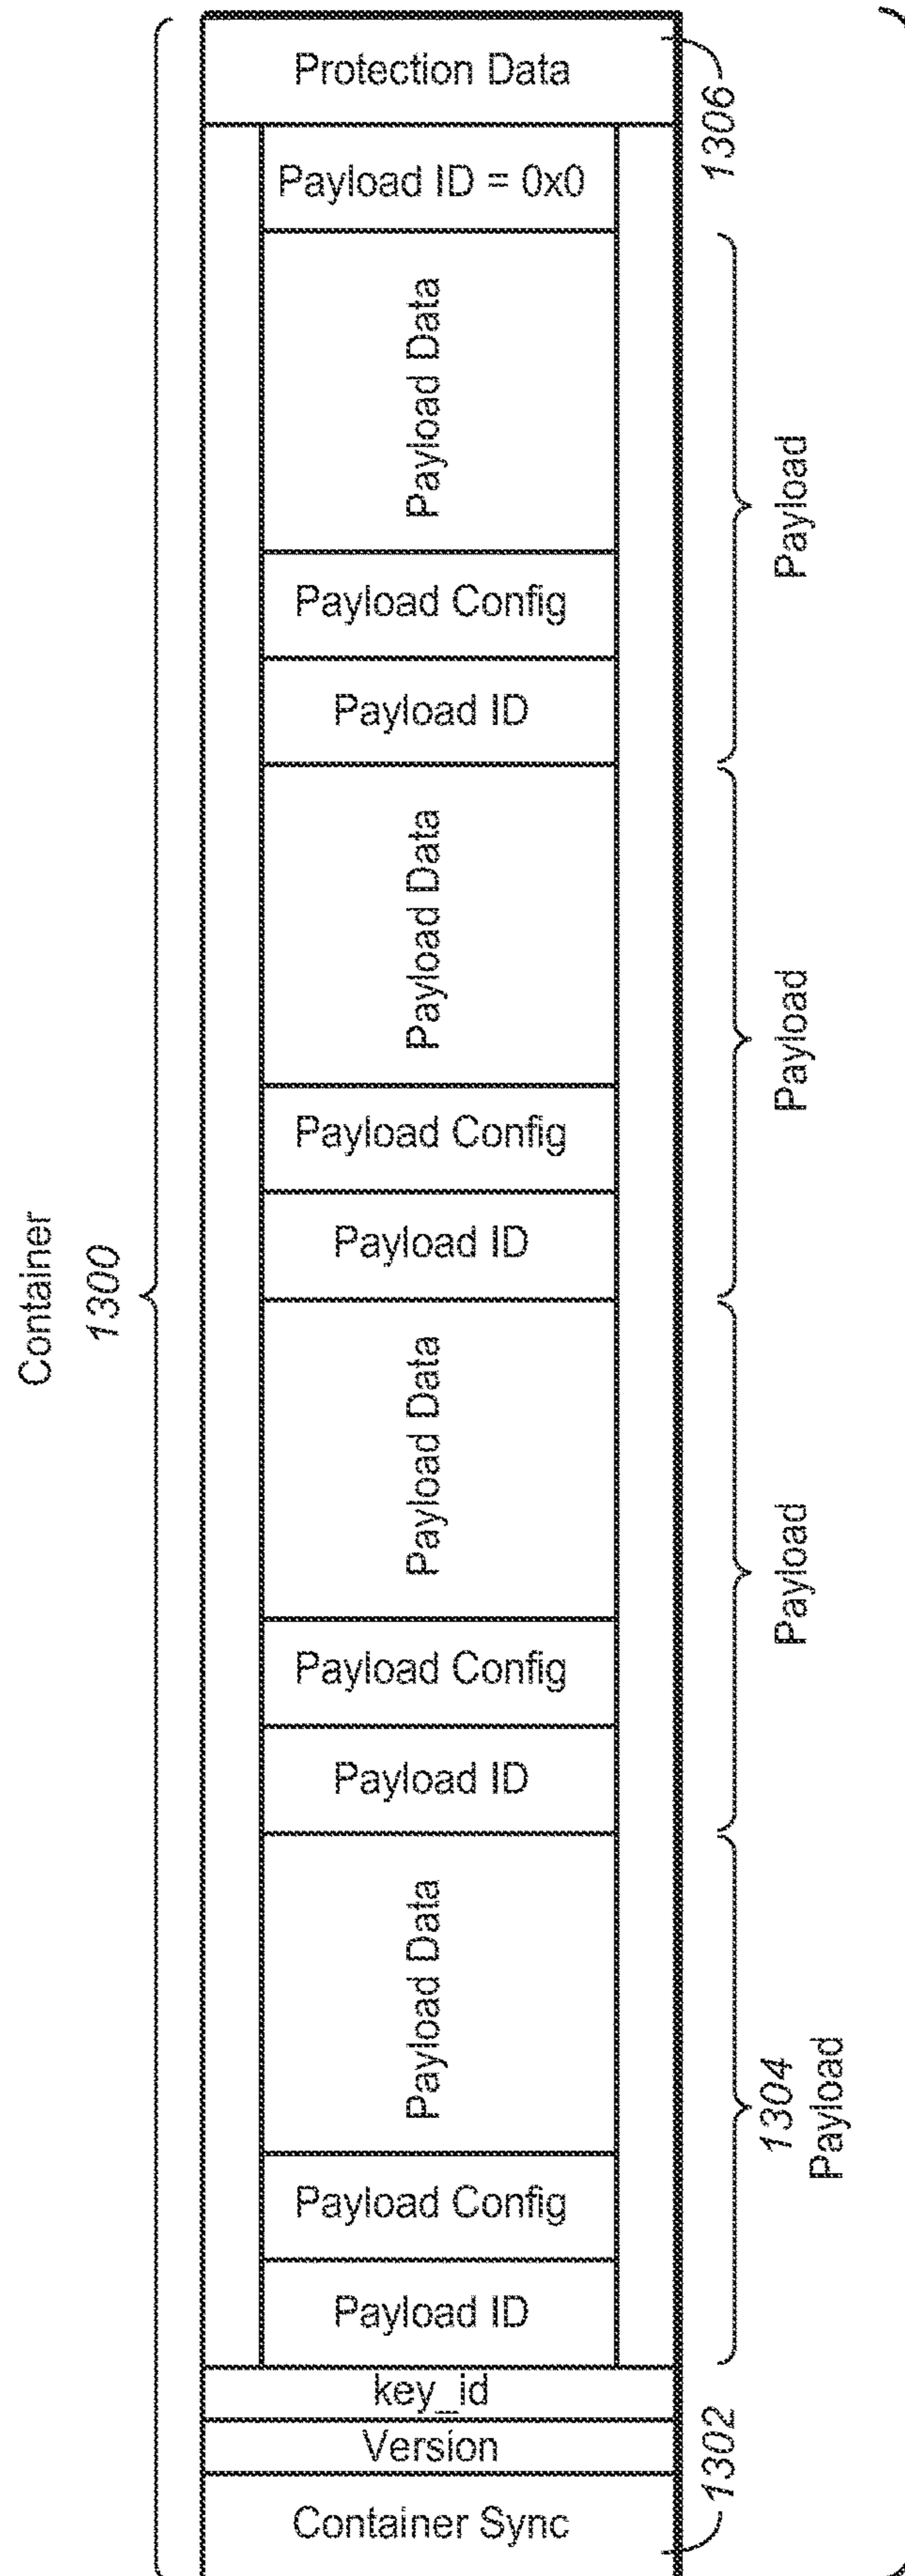 Container
1300
Protection Data
1306
Payload ID = 0x0
Payload Data
Payload Config
Payload ID
Payload
Payload Data
Payload Config
Payload ID
Payload
Payload Data
Payload Config
Payload ID
Payload
Payload Data
Payload Config
Payload ID
1304
Payload
key_id
Version
Container Sync
1302